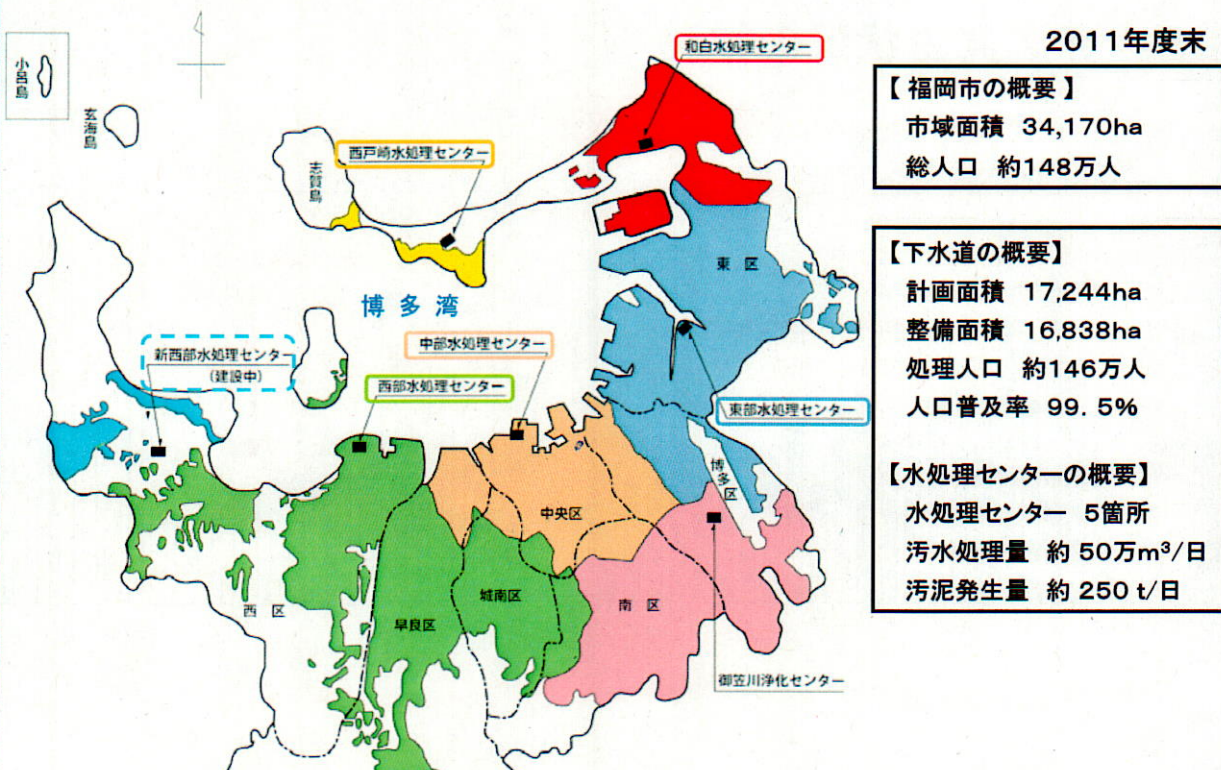 2011年度末
【福岡市の概要】
市域面積 34,170ha
総人口 約148万人
【下水道の概要】
計画面積 17,244ha
整備面積 16,838ha
処理人口 約146万人
人口普及率 99.5%
【水処理センターの概要】
水処理センター 5箇所
汚水処理量 約50万m³/日
汚泥発生量 約250 t/日
小呂島
玄海島
和白水処理センター
西戸崎水処理センター
志賀島
東区
博多湾
新西部水処理センター
(建設中)
中部水処理センター
西部水処理センター
東部水処理センター
博多区
中央区
城南区
南区
西区
早良区
御笠川浄化センター